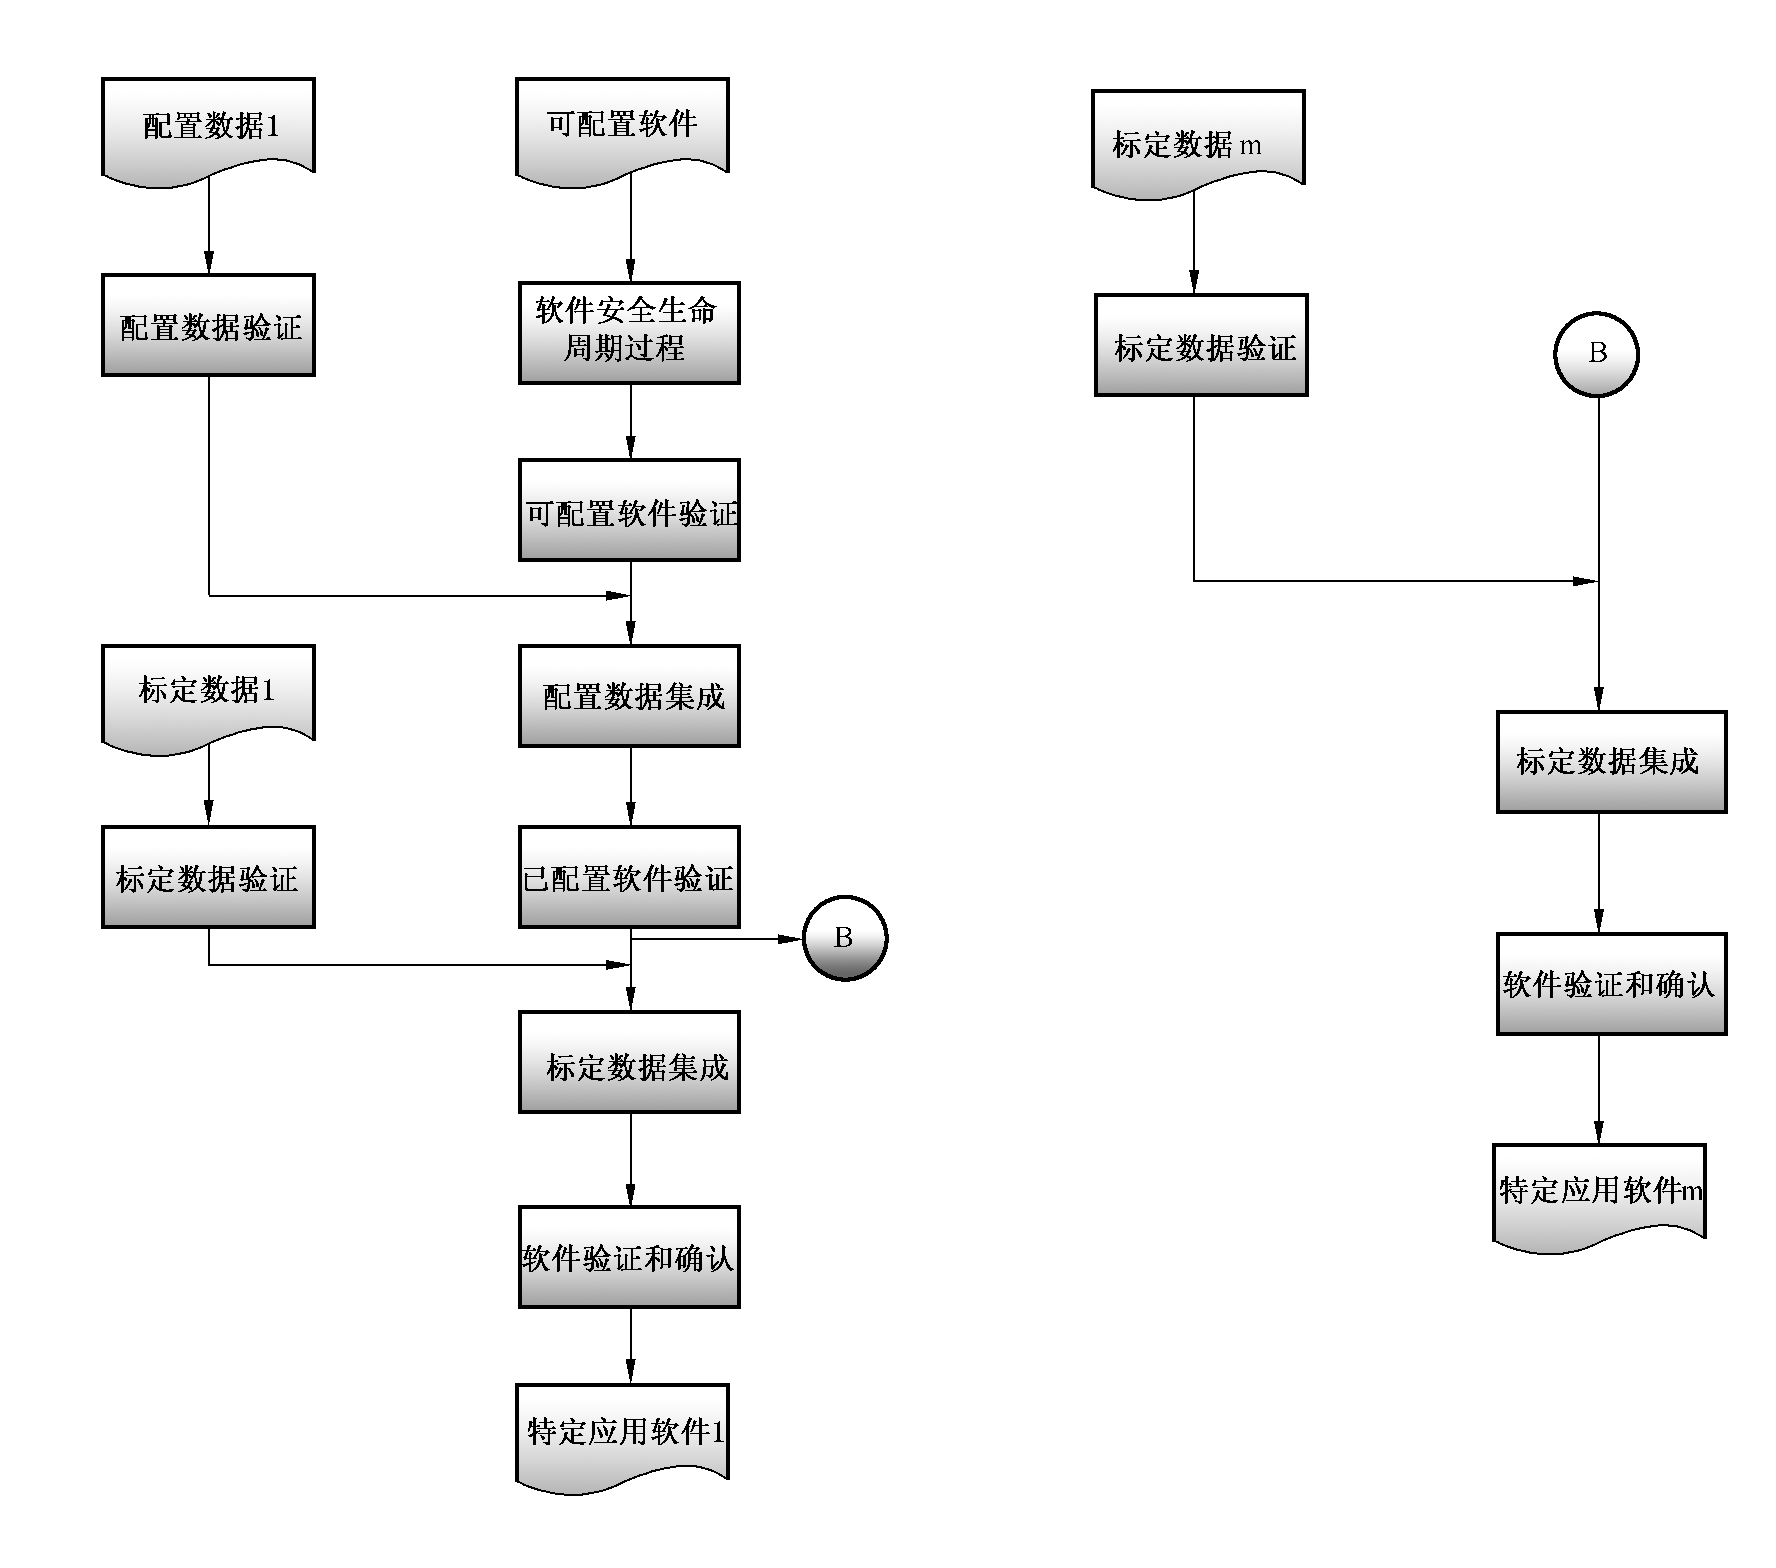 配置数据1
可配置软件
配置数据验证
软件安全生命
周期过程
可配置软件验证
标定数据1
配置数据集成
标定数据验证
已配置软件验证
B
标定数据集成
软件验证和确认
特定应用软件1
标定数据 m
标定数据验证
B
标定数据集成
软件验证和确认
特定应用软件m